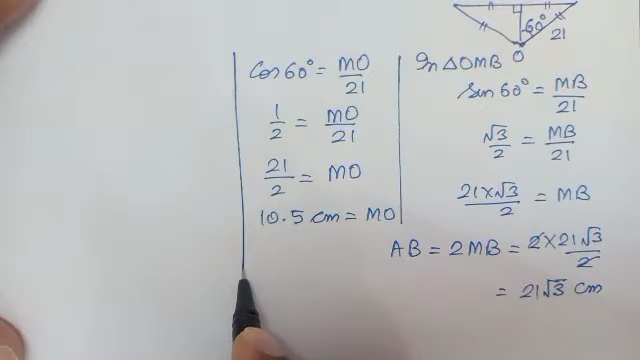 60°
21
O
cos 60° = MO/21
1/2 = MO/21
21/2 = MO
10.5 cm = MO
In △OMB
sin 60° = MB/21
√3/2 = MB/21
21×√3/2 = MB
AB = 2MB = 2×21√3/2
= 21√3 cm